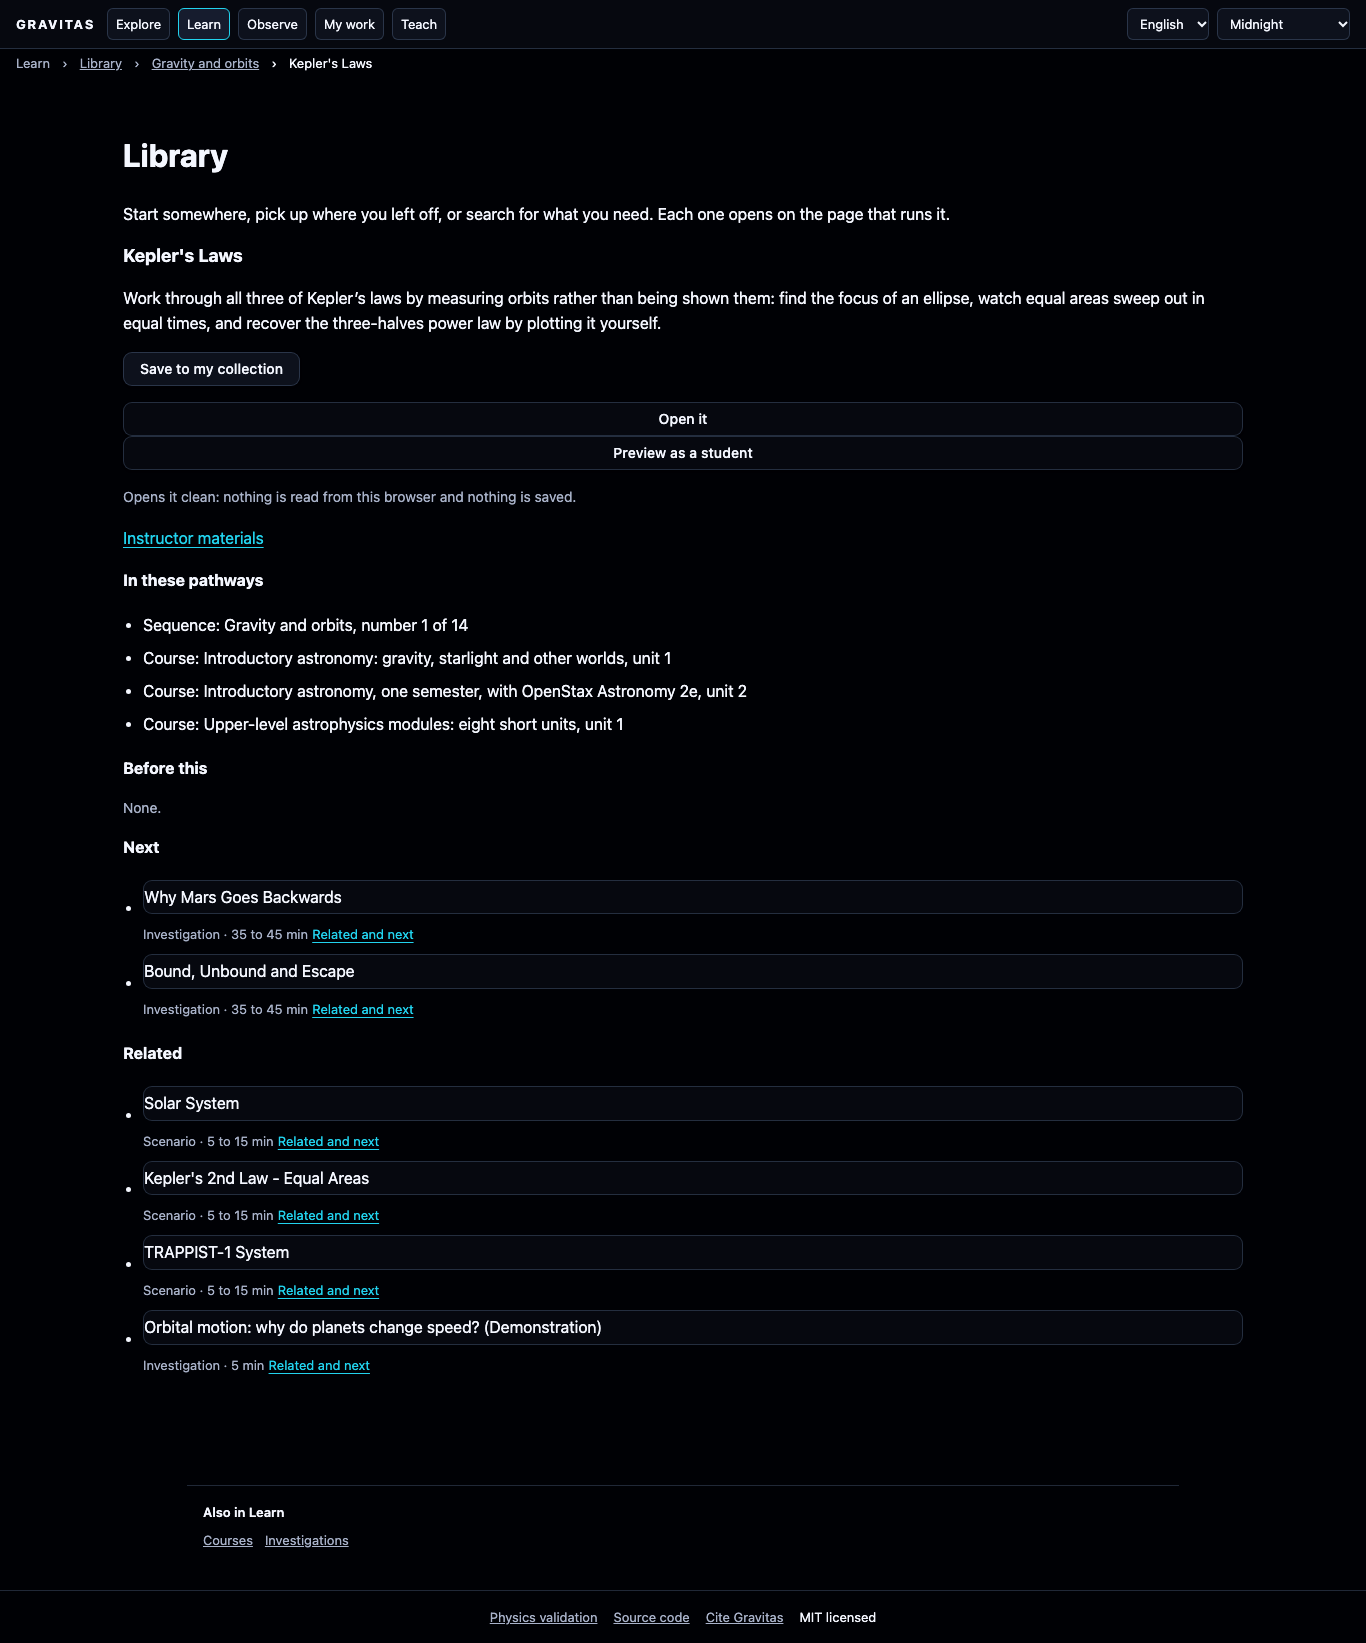 GRAVITAS Explore Learn Observe My work Teach English Midnight
Learn › Library › Gravity and orbits › Kepler's Laws
Library
Start somewhere, pick up where you left off, or search for what you need. Each one opens on the page that runs it.
Kepler's Laws
Work through all three of Kepler’s laws by measuring orbits rather than being shown them: find the focus of an ellipse, watch equal areas sweep out in
equal times, and recover the three-halves power law by plotting it yourself.
Save to my collection
Open it
Preview as a student
Opens it clean: nothing is read from this browser and nothing is saved.
Instructor materials
In these pathways
• Sequence: Gravity and orbits, number 1 of 14
• Course: Introductory astronomy: gravity, starlight and other worlds, unit 1
• Course: Introductory astronomy, one semester, with OpenStax Astronomy 2e, unit 2
• Course: Upper-level astrophysics modules: eight short units, unit 1
Before this
None.
Next
• Why Mars Goes Backwards
Investigation · 35 to 45 min Related and next
• Bound, Unbound and Escape
Investigation · 35 to 45 min Related and next
Related
• Solar System
Scenario · 5 to 15 min Related and next
• Kepler's 2nd Law - Equal Areas
Scenario · 5 to 15 min Related and next
• TRAPPIST-1 System
Scenario · 5 to 15 min Related and next
• Orbital motion: why do planets change speed? (Demonstration)
Investigation · 5 min Related and next
Also in Learn
Courses Investigations
Physics validation Source code Cite Gravitas MIT licensed